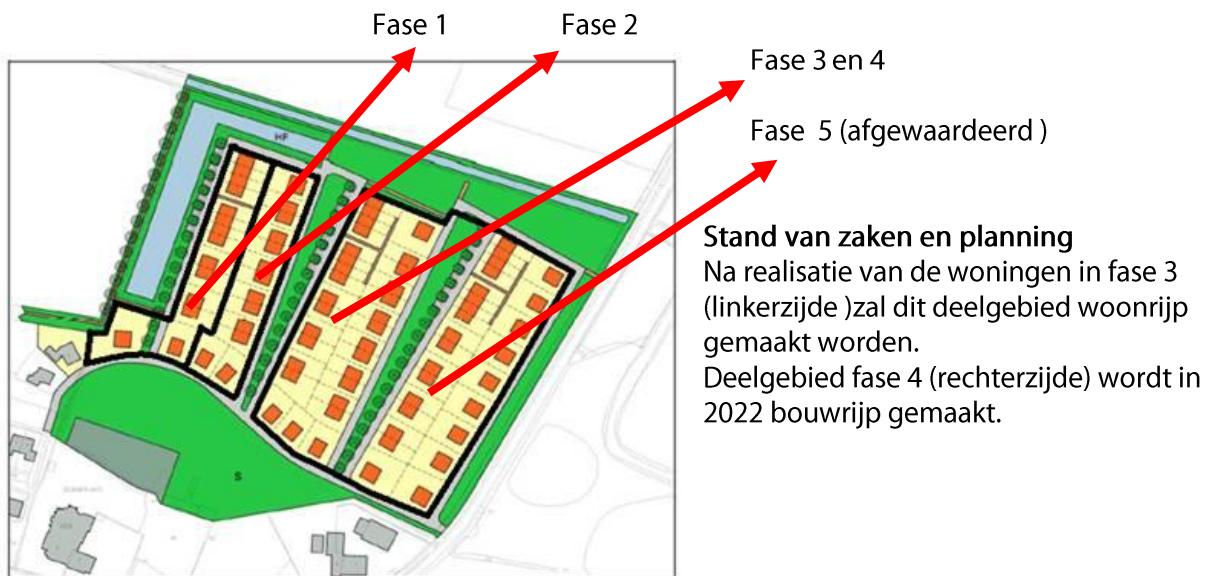 Fase 1
Fase 2
Fase 3 en 4
Fase 5 (afgewaardeerd )
HF
S
Stand van zaken en planning
Na realisatie van de woningen in fase 3
(linkerzijde )zal dit deelgebied woonrijp
gemaakt worden.
Deelgebied fase 4 (rechterzijde) wordt in
2022 bouwrijp gemaakt.